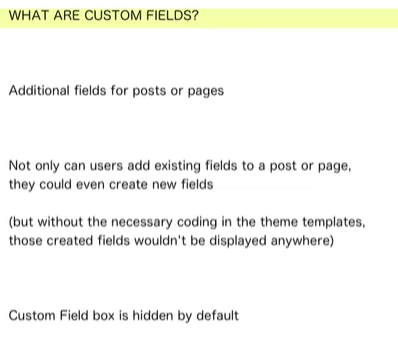 WHAT ARE CUSTOM FIELDS?
Additional fields for posts or pages
Not only can users add existing fields to a post or page,
they could even create new fields
(but without the necessary coding in the theme templates,
those created fields wouldn't be displayed anywhere)
Custom Field box is hidden by default